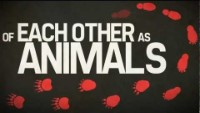 OF EACH OTHER AS
ANIMALS